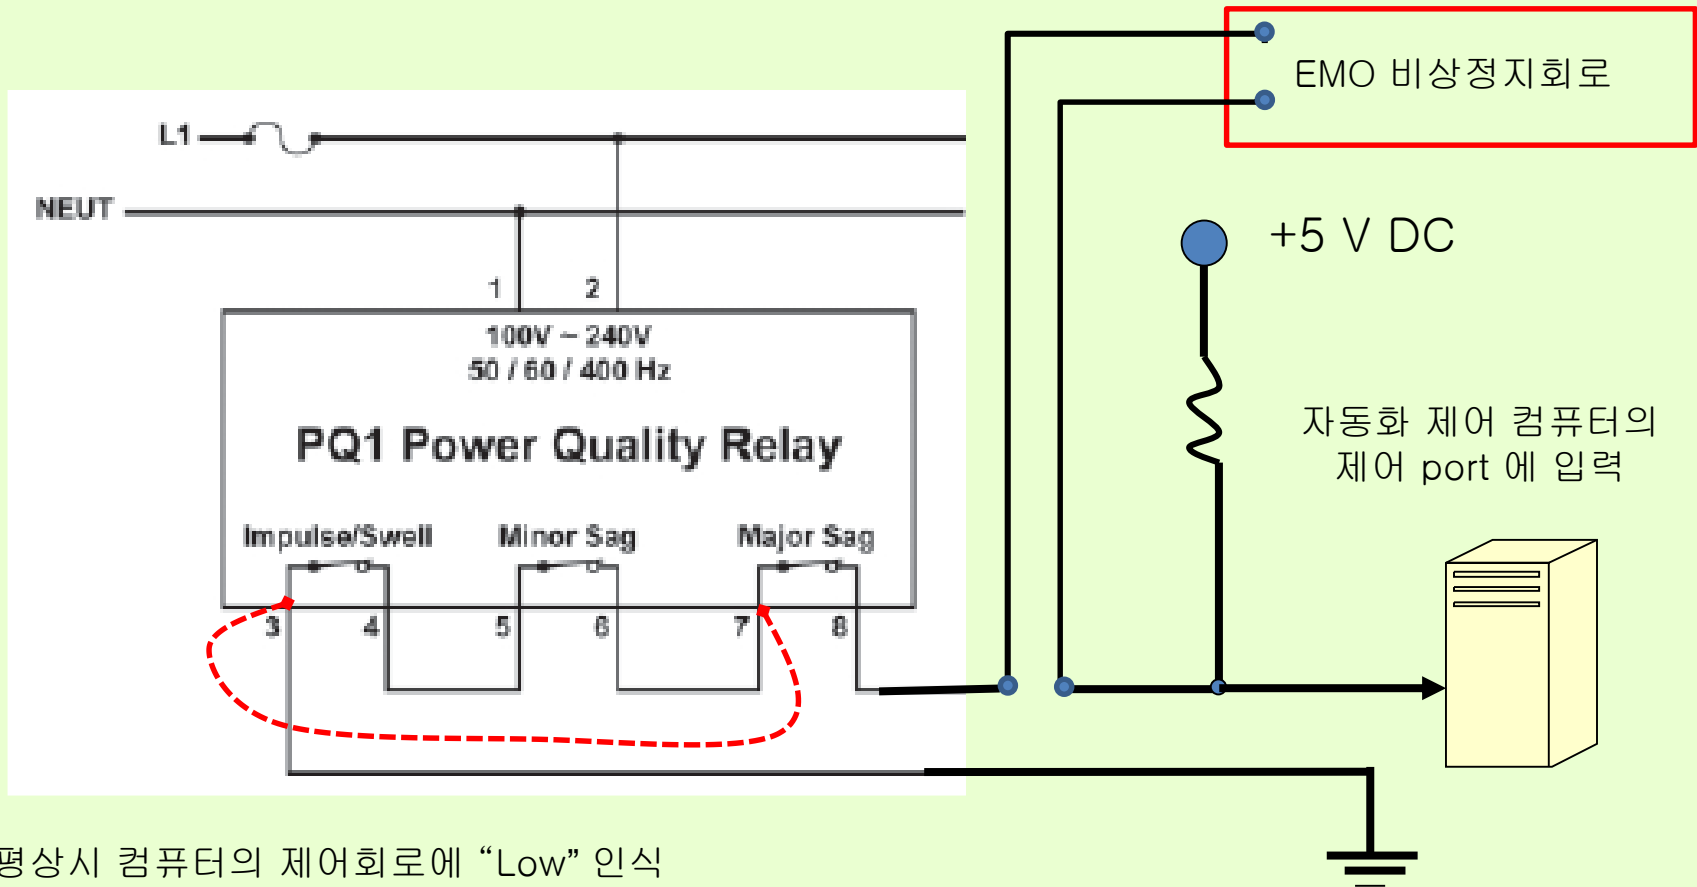 EMO 비상정지회로
L1
NEUT
+5 V DC
1 2
100V ~ 240V
50 / 60 / 400 Hz
PQ1 Power Quality Relay
자동화 제어 컴퓨터의
제어 port 에 입력
Impulse/Swell Minor Sag Major Sag
3 4 5 6 7 8
평상시 컴퓨터의 제어회로에 “Low” 인식